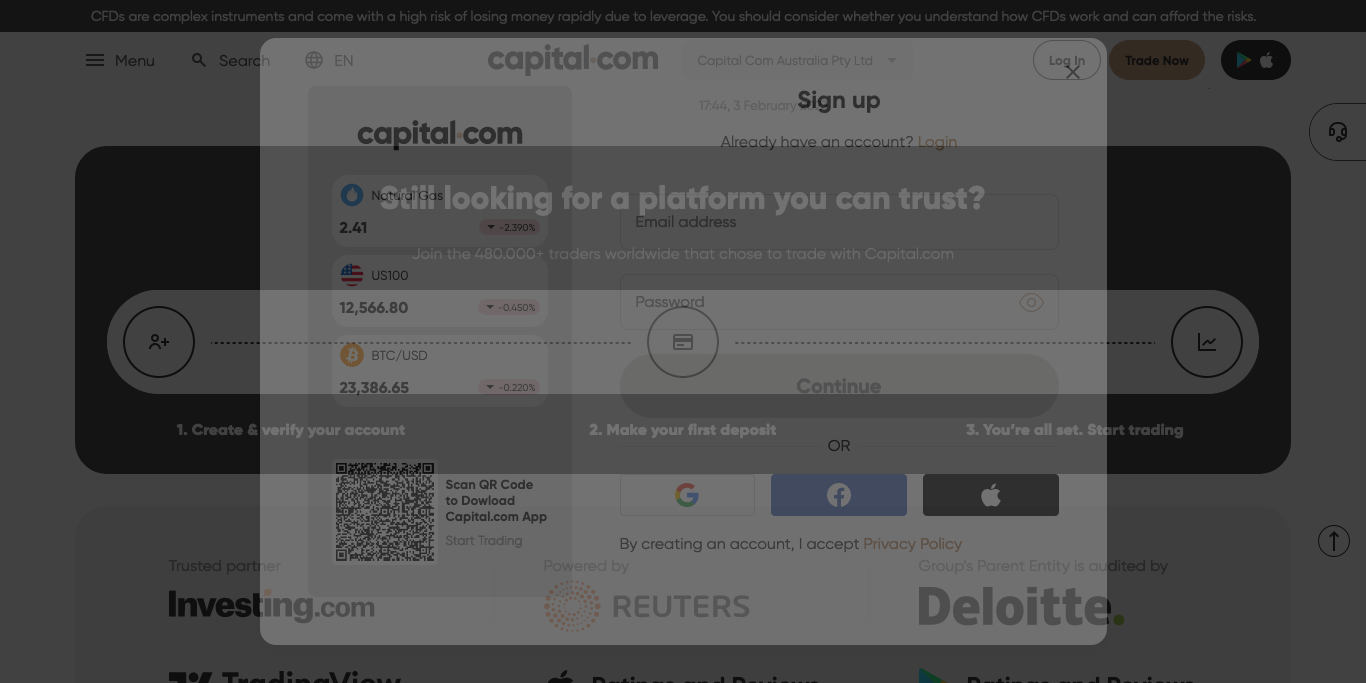 CFDs are complex instruments and come with a high risk of losing money rapidly due to leverage. You should consider whether you understand how CFDs work and can afford the risks.
Menu
Search
EN
capital.com
Capital Com Australia Pty Ltd
Log In
Trade Now
17:44, 3 February
Sign up
Already have an account? Login
capital.com
Natural Gas
2.41
-2.390%
US100
12,566.80
-0.450%
BTC/USD
23,386.65
-0.220%
Scan QR Code
to Dowload
Capital.com App
Start Trading
Still looking for a platform you can trust?
Email address
Join the 480.000+ traders worldwide that chose to trade with Capital.com
Password
Continue
1. Create & verify your account
2. Make your first deposit
3. You're all set. Start trading
OR
By creating an account, I accept Privacy Policy
Trusted partner
Investing.com
Powered by
REUTERS
Group's Parent Entity is audited by
Deloitte.
TradingView
Ratings and Reviews
Ratings and Reviews